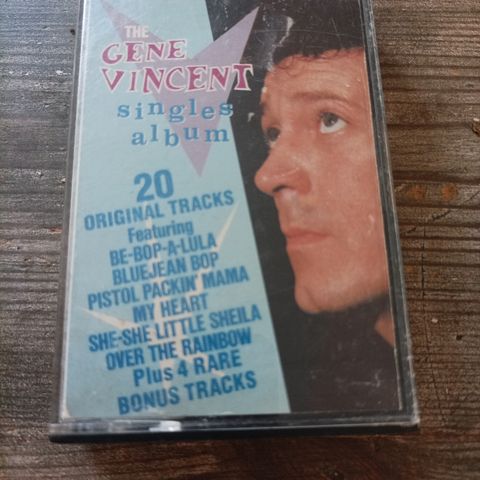 THE
GENE
VINCENT
singles
album
20
ORIGINAL TRACKS
Featuring
BE-BOP-A-LULA
BLUEJEAN BOP
PISTOL PACKIN' MAMA
MY HEART
SHE-SHE LITTLE SHEILA
OVER THE RAINBOW
Plus 4 RARE
BONUS TRACKS